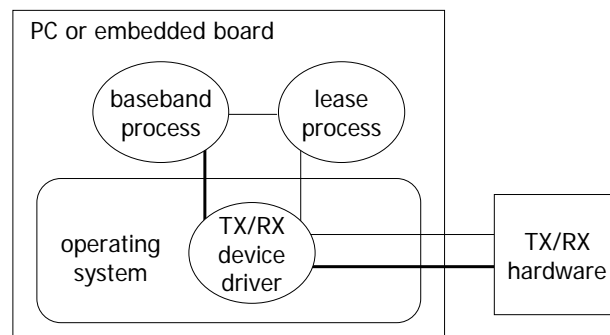 PC or embedded board
baseband
process
lease
process
operating
system
TX/RX
device
driver
TX/RX
hardware